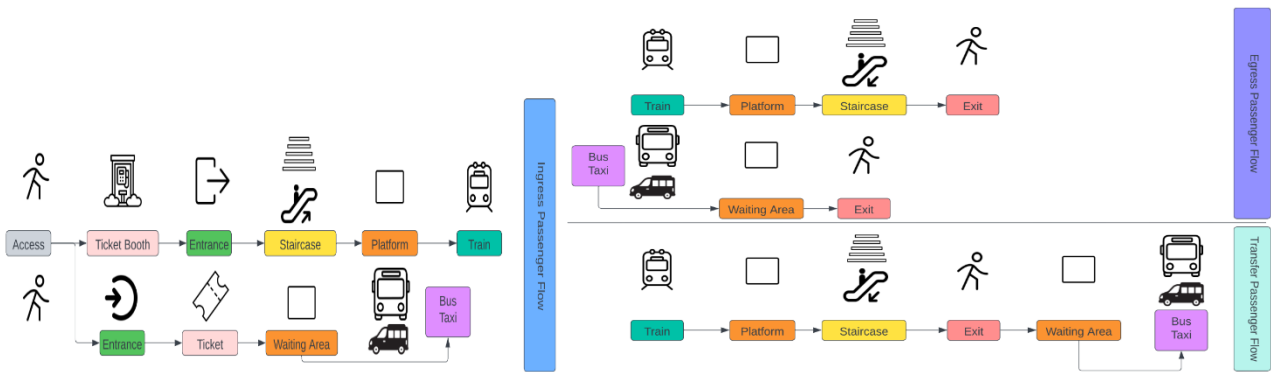 Access
Ticket Booth
Entrance
Staircase
Platform
Train
Entrance
Ticket
Waiting Area
Bus
Taxi
Ingress Passenger Flow
Train
Platform
Staircase
Exit
Bus
Taxi
Waiting Area
Exit
Egress Passenger Flow
Train
Platform
Staircase
Exit
Waiting Area
Bus
Taxi
Transfer Passenger Flow